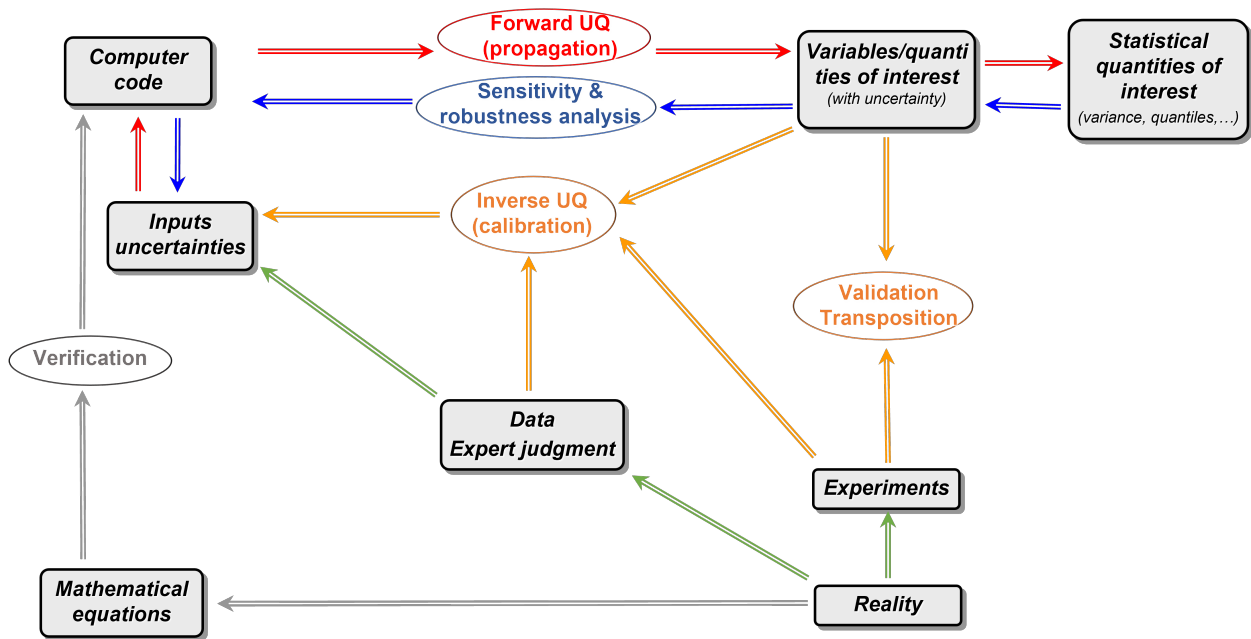 Forward UQ
(propagation)
Computer
code
Variables/quanti
ties of interest
(with uncertainty)
Statistical
quantities of
interest
(variance, quantiles,…)
Sensitivity &
robustness analysis
Inputs
uncertainties
Inverse UQ
(calibration)
Validation
Transposition
Verification
Data
Expert judgment
Experiments
Mathematical
equations
Reality